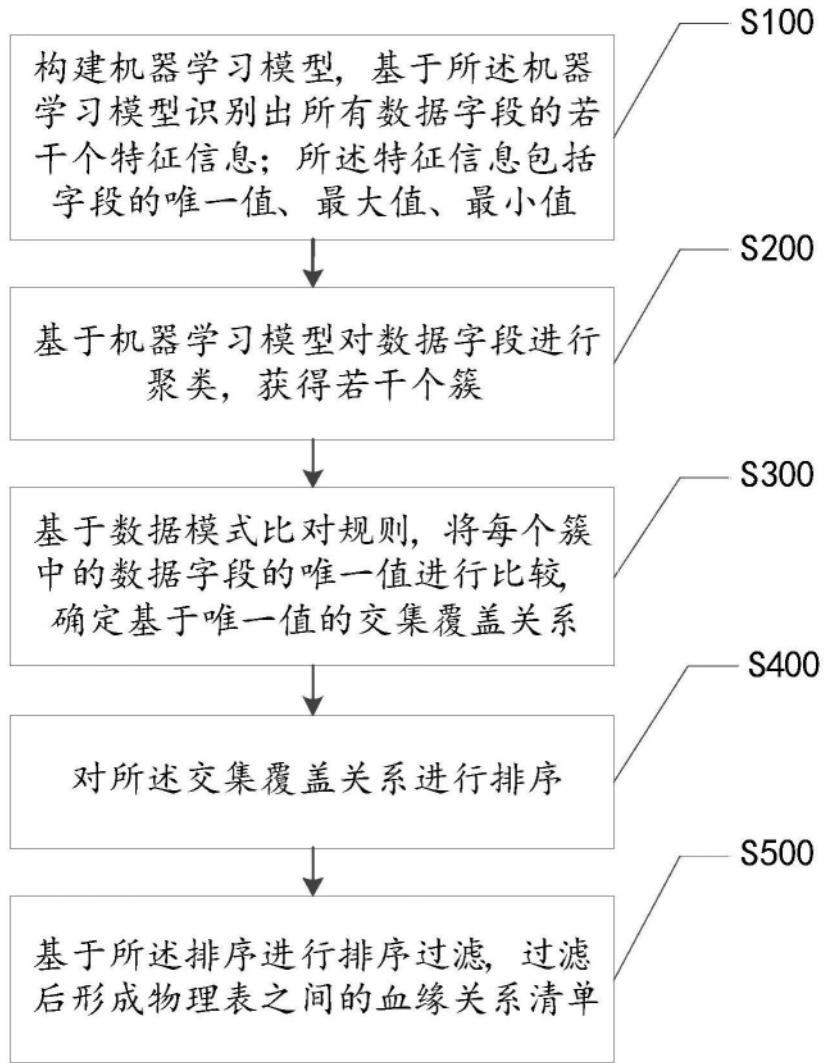 S100
构建机器学习模型，基于所述机器
学习模型识别出所有数据字段的若
干个特征信息；所述特征信息包括
字段的唯一值、最大值、最小值
S200
基于机器学习模型对数据字段进行
聚类，获得若干个簇
S300
基于数据模式比对规则，将每个簇
中的数据字段的唯一值进行比较，
确定基于唯一值的交集覆盖关系
S400
对所述交集覆盖关系进行排序
S500
基于所述排序进行排序过滤，过滤
后形成物理表之间的血缘关系清单